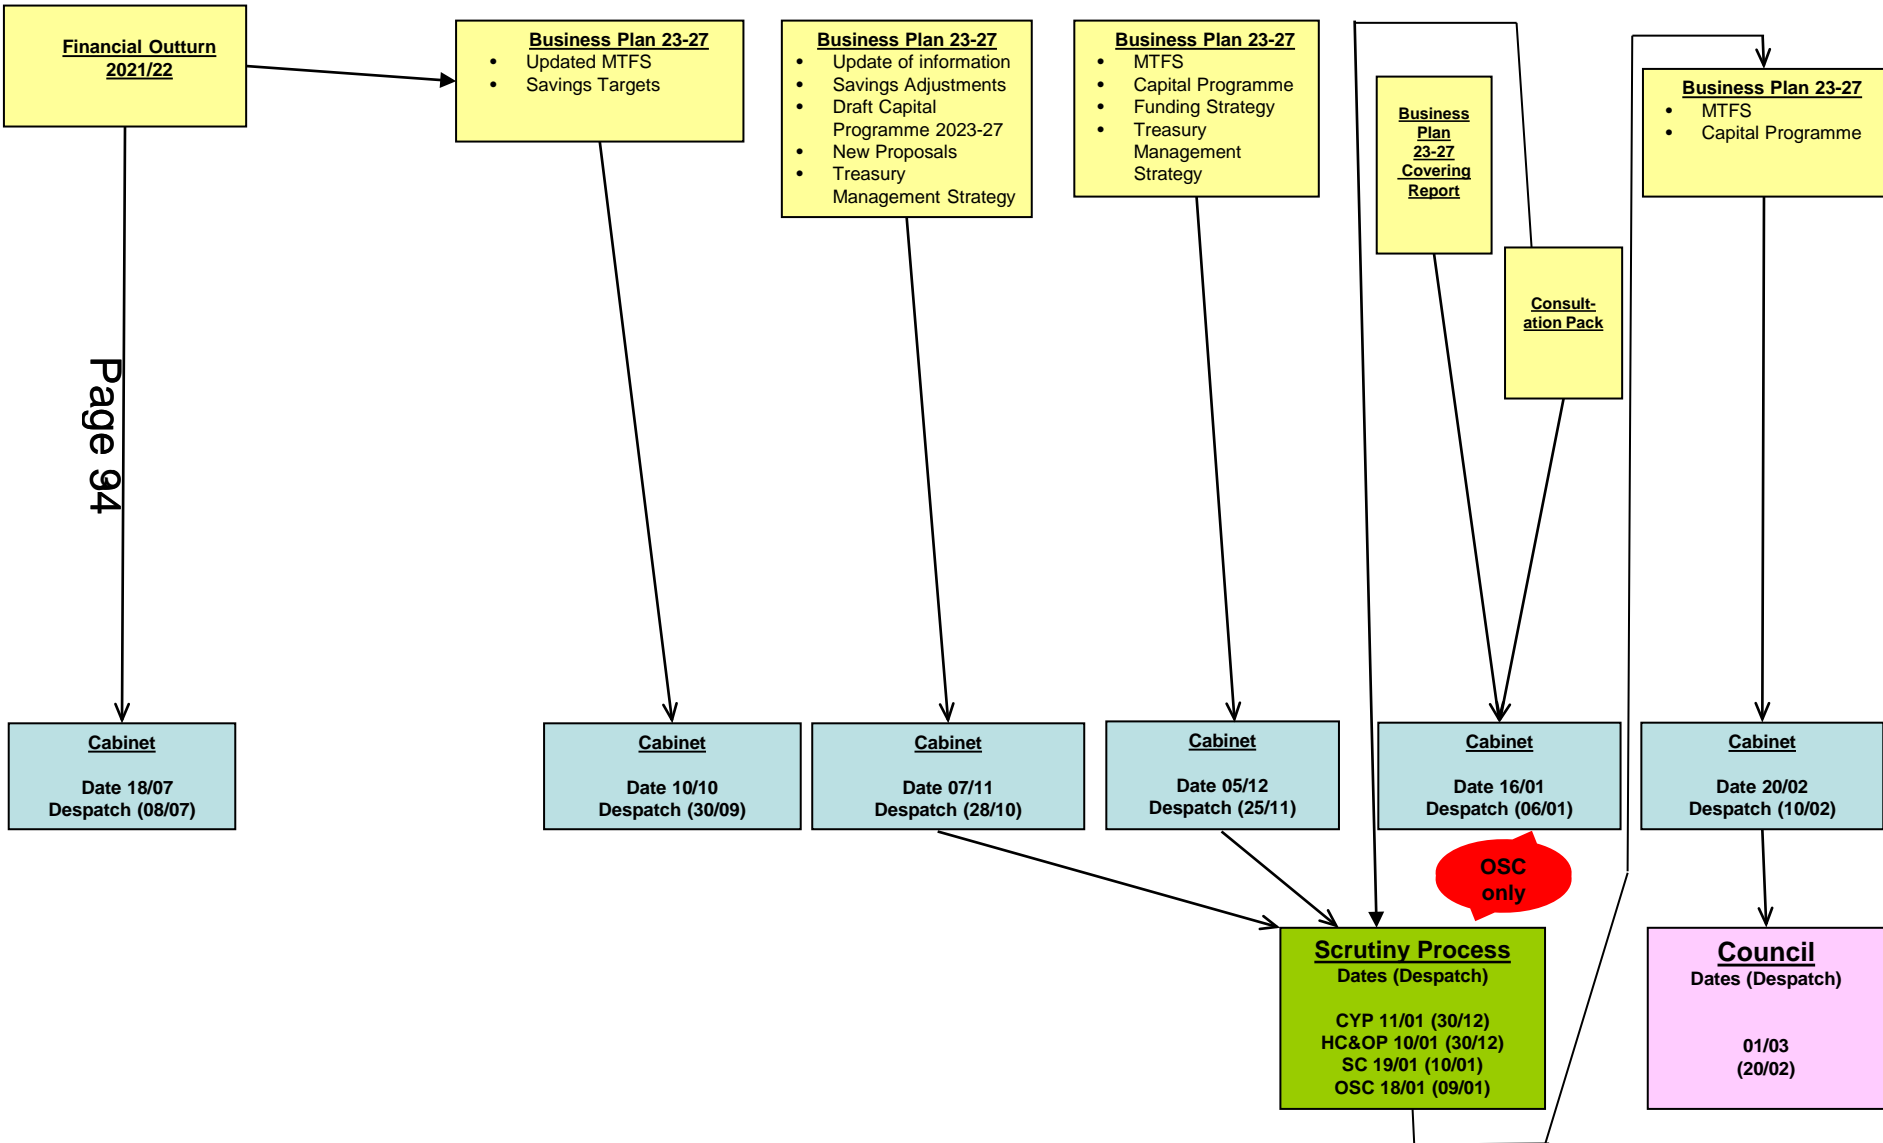 Financial Outturn
2021/22
Business Plan 23-27
• Updated MTFS
• Savings Targets
Business Plan 23-27
• Update of information
• Savings Adjustments
• Draft Capital
Programme 2023-27
• New Proposals
• Treasury
Management Strategy
Business Plan 23-27
• MTFS
• Capital Programme
• Funding Strategy
• Treasury
Management
Strategy
Business
Plan
23-27
Covering
Report
Consult-
ation Pack
Business Plan 23-27
• MTFS
• Capital Programme
Page 94
Cabinet
Date 18/07
Despatch (08/07)
Cabinet
Date 10/10
Despatch (30/09)
Cabinet
Date 07/11
Despatch (28/10)
Cabinet
Date 05/12
Despatch (25/11)
Cabinet
Date 16/01
Despatch (06/01)
Cabinet
Date 20/02
Despatch (10/02)
OSC
only
Scrutiny Process
Dates (Despatch)
CYP 11/01 (30/12)
HC&OP 10/01 (30/12)
SC 19/01 (10/01)
OSC 18/01 (09/01)
Council
Dates (Despatch)
01/03
(20/02)